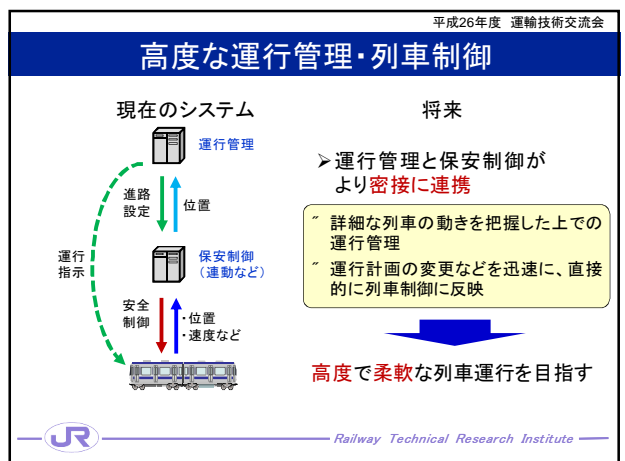 平成26年度 運輸技術交流会
高度な運行管理・列車制御
現在のシステム
運行管理
進路
設定
位置
運行
指示
保安制御
(連動など)
安全
制御
・位置
・速度など
将来
➢運行管理と保安制御が
より密接に連携
″ 詳細な列車の動きを把握した上での
運行管理
″ 運行計画の変更などを迅速に、直接
的に列車制御に反映
高度で柔軟な列車運行を目指す
JR
Railway Technical Research Institute